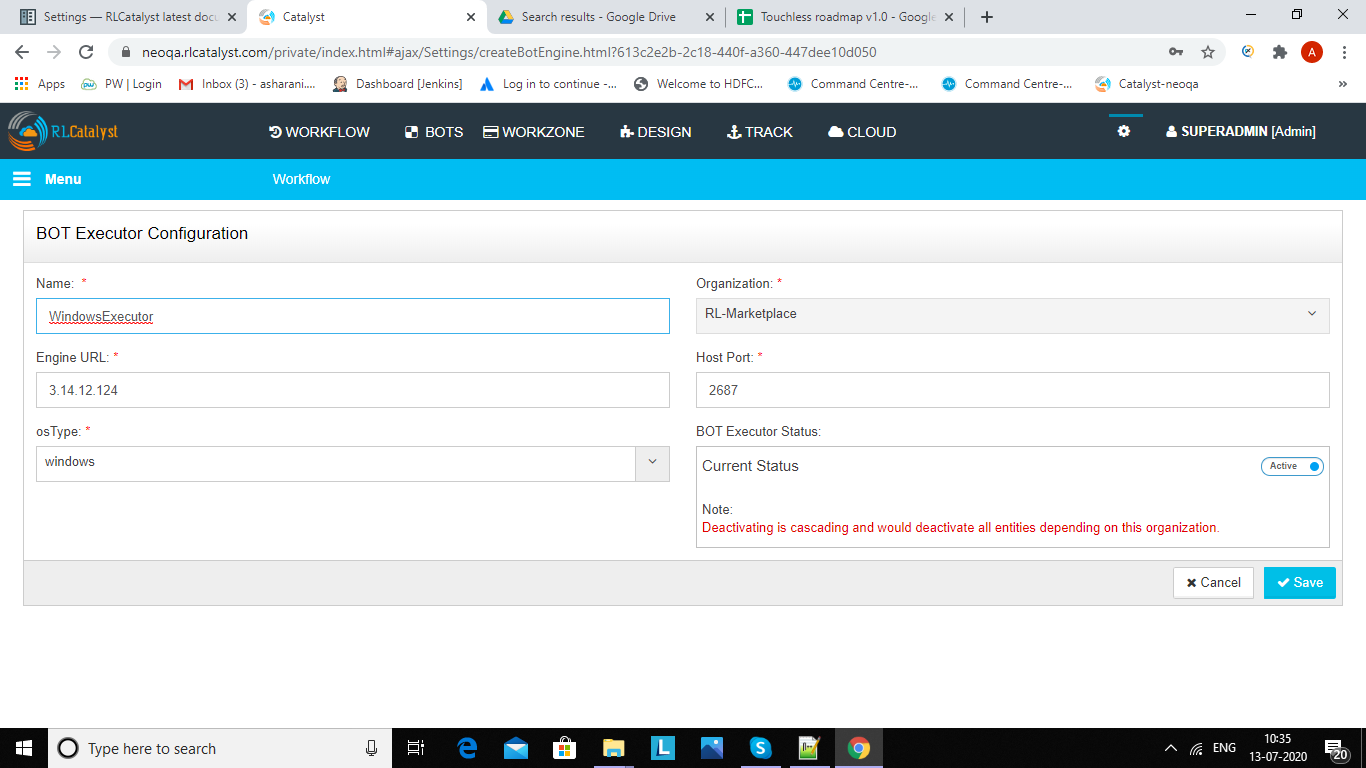 Settings — RLCatalyst latest docu
Catalyst
Search results - Google Drive
Touchless roadmap v1.0 - Google
neoqa.rlcatalyst.com/private/index.html#ajax/Settings/createBotEngine.html?613c2e2b-2c18-440f-a360-447dee10d050
A
Apps
PW | Login
Inbox (3) - asharani....
Dashboard [Jenkins]
Log in to continue -...
Welcome to HDFC...
Command Centre-...
Command Centre-...
Catalyst-neoqa
»
RLCatalyst
WORKFLOW
BOTS
WORKZONE
DESIGN
TRACK
CLOUD
SUPERADMIN [Admin]
Menu
Workflow
BOT Executor Configuration
Name: *
Organization: *
WindowsExecutor
RL-Marketplace
Engine URL: *
Host Port: *
3.14.12.124
2687
osType: *
BOT Executor Status:
windows
Current Status
Active
Note:
Deactivating is cascading and would deactivate all entities depending on this organization.
Cancel
Save
Type here to search
ENG
10:35
13-07-2020
20